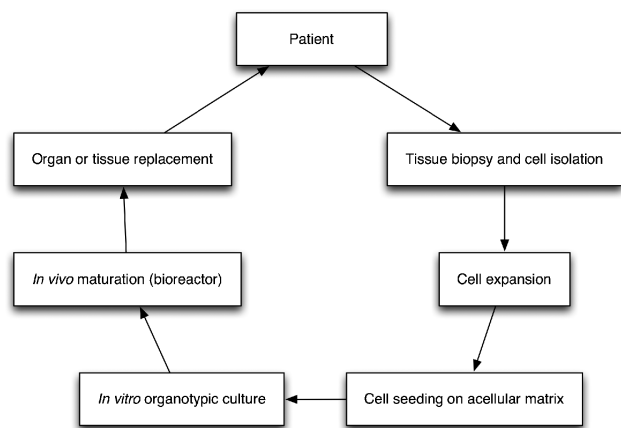 Patient
Organ or tissue replacement
Tissue biopsy and cell isolation
In vivo maturation (bioreactor)
Cell expansion
In vitro organotypic culture
Cell seeding on acellular matrix